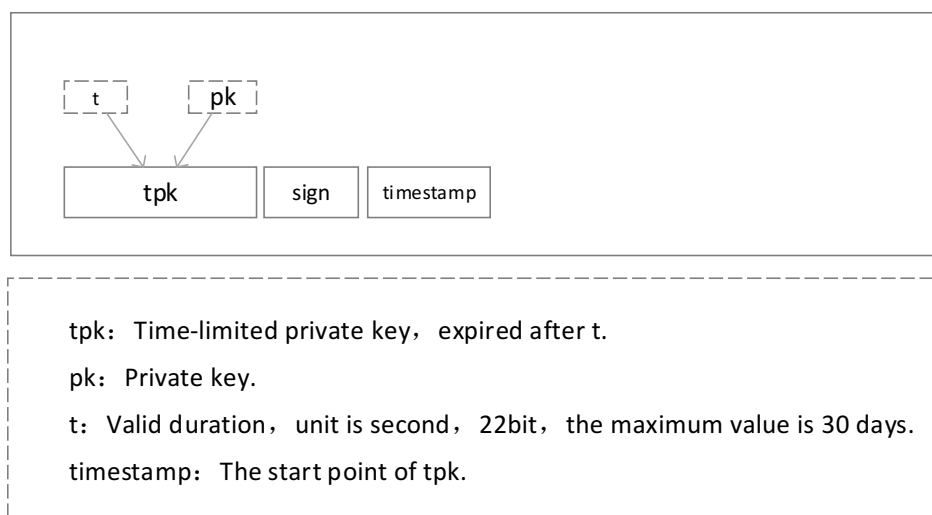 t pk
tpk sign timestamp
tpk：Time-limited private key，expired after t.
pk：Private key.
t：Valid duration，unit is second，22bit，the maximum value is 30 days.
timestamp：The start point of tpk.